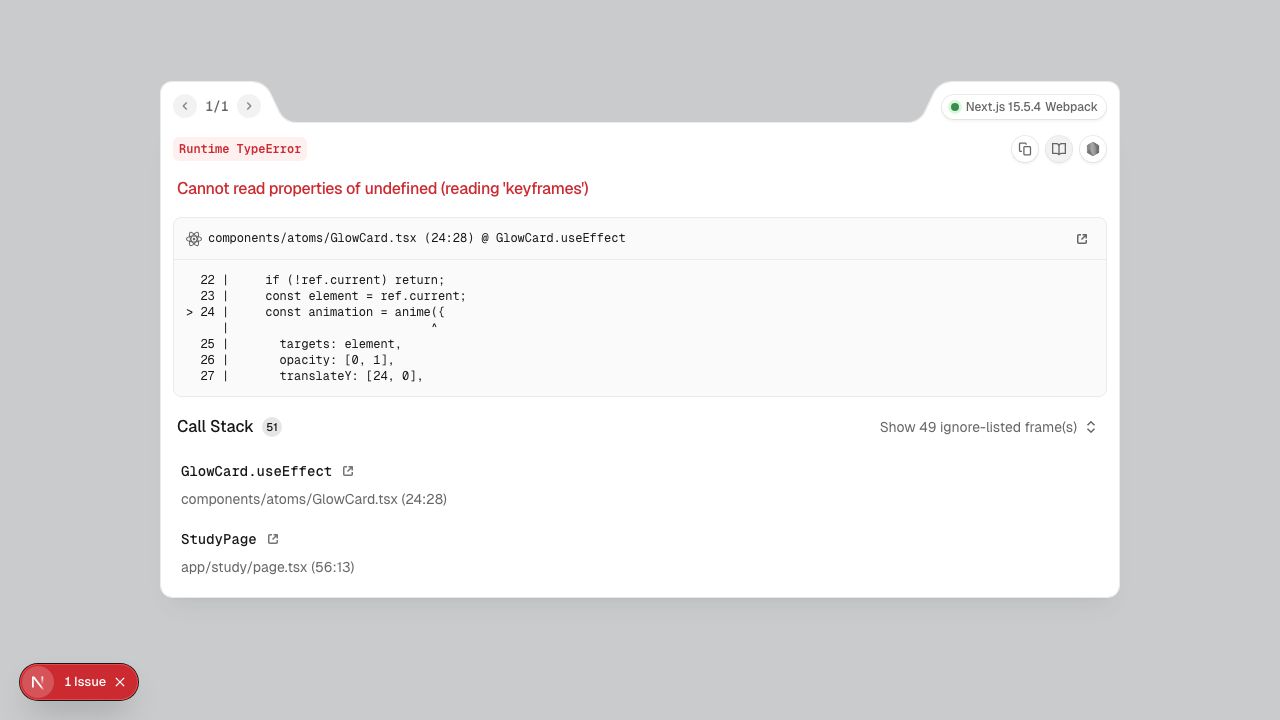 1/1
Next.js 15.5.4 Webpack
Runtime TypeError
Cannot read properties of undefined (reading 'keyframes')
components/atoms/GlowCard.tsx (24:28) @ GlowCard.useEffect
  22 |     if (!ref.current) return;
  23 |     const element = ref.current;
> 24 |     const animation = anime({
     |                            ^
  25 |       targets: element,
  26 |       opacity: [0, 1],
  27 |       translateY: [24, 0],
Call Stack 51
Show 49 ignore-listed frame(s)
GlowCard.useEffect
components/atoms/GlowCard.tsx (24:28)
StudyPage
app/study/page.tsx (56:13)
N 1 Issue